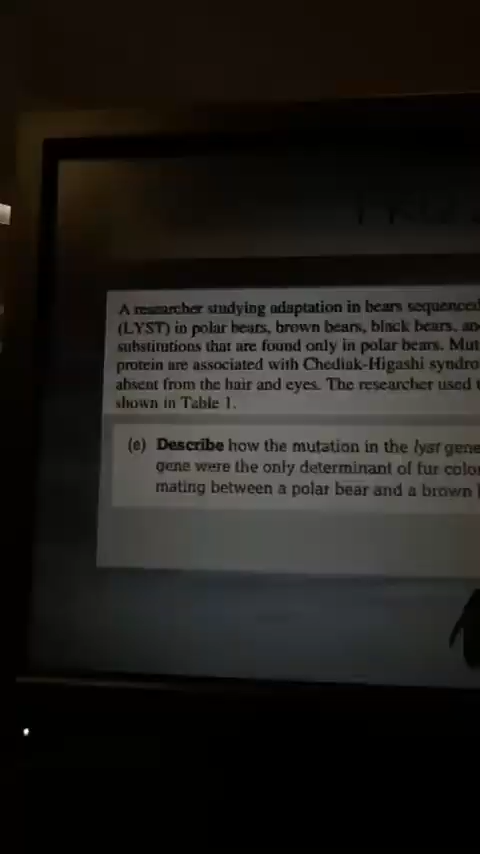 A researcher studying adaptation in bears sequenced
(LYST) in polar bears, brown bears, black bears, an
substitutions that are found only in polar bears. Mut
protein are associated with Chediak-Higashi syndro
absent from the hair and eyes. The researcher used
shown in Table 1.
(e) Describe how the mutation in the lyst gene
gene were the only determinant of fur color
mating between a polar bear and a brown